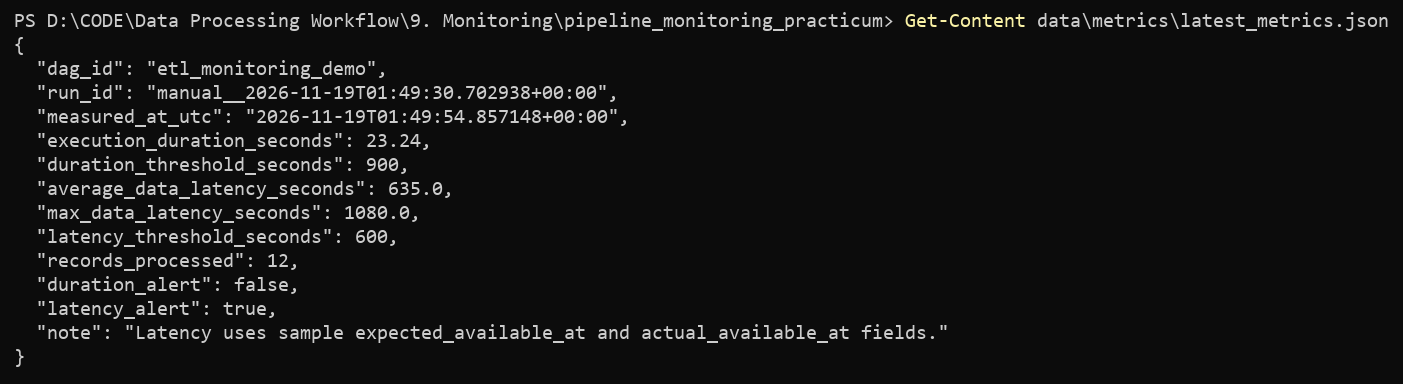 PS D:\CODE\Data Processing Workflow\9. Monitoring\pipeline_monitoring_practicum> Get-Content data\metrics\latest_metrics.json
{
  "dag_id": "etl_monitoring_demo",
  "run_id": "manual__2026-11-19T01:49:30.702938+00:00",
  "measured_at_utc": "2026-11-19T01:49:54.857148+00:00",
  "execution_duration_seconds": 23.24,
  "duration_threshold_seconds": 900,
  "average_data_latency_seconds": 635.0,
  "max_data_latency_seconds": 1080.0,
  "latency_threshold_seconds": 600,
  "records_processed": 12,
  "duration_alert": false,
  "latency_alert": true,
  "note": "Latency uses sample expected_available_at and actual_available_at fields."
}